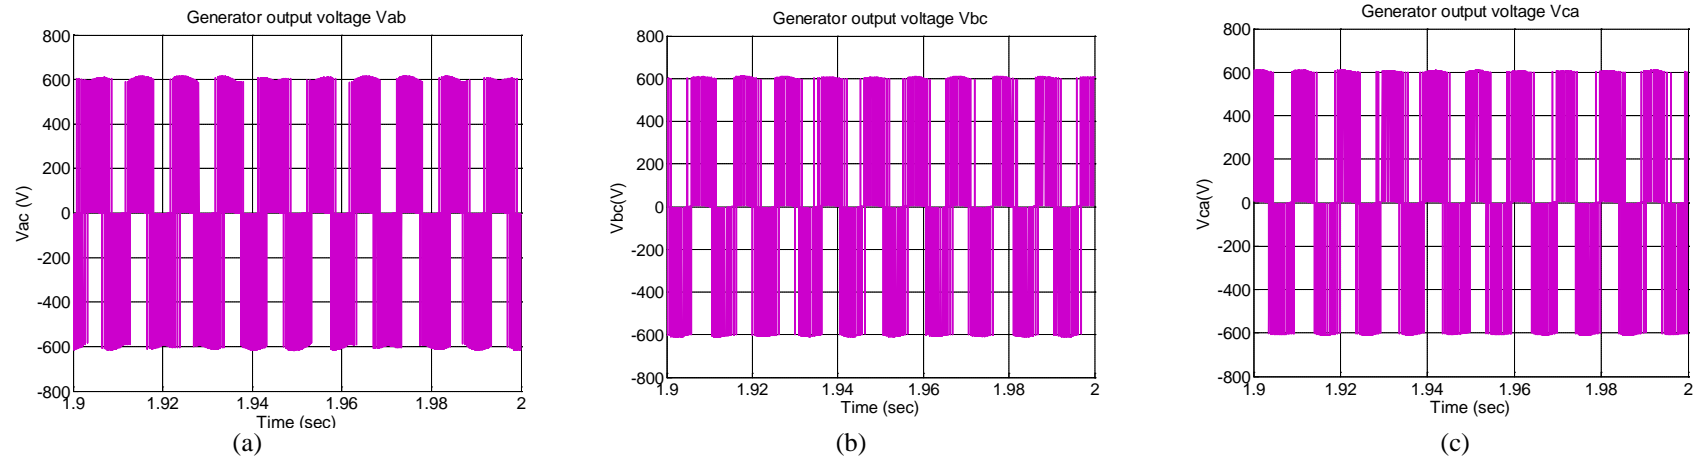 Generator output voltage Vab
800
600
400
200
0
-200
-400
-600
-800
Vac (V)
1.9 1.92 1.94 1.96 1.98 2
Time (sec)
(a)
Generator output voltage Vbc
800
600
400
200
0
-200
-400
-600
-800
Vbc(V)
1.9 1.92 1.94 1.96 1.98 2
Time (sec)
(b)
Generator output voltage Vca
800
600
400
200
0
-200
-400
-600
-800
Vca(V)
1.9 1.92 1.94 1.96 1.98 2
Time (sec)
(c)